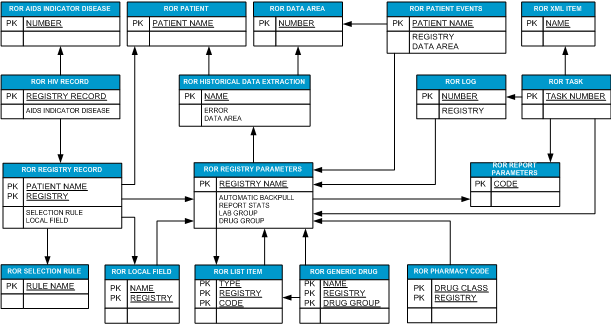 ROR AIDS INDICATOR DISEASE
PK NUMBER
ROR PATIENT
PK PATIENT NAME
ROR DATA AREA
PK NUMBER
ROR PATIENT EVENTS
PK PATIENT NAME
REGISTRY
DATA AREA
ROR XML ITEM
PK NAME
ROR HIV RECORD
PK REGISTRY RECORD
AIDS INDICATOR DISEASE
ROR HISTORICAL DATA EXTRACTION
PK NAME
ERROR
DATA AREA
ROR LOG
PK NUMBER
REGISTRY
ROR TASK
PK TASK NUMBER
ROR REGISTRY RECORD
PK PATIENT NAME
PK REGISTRY
SELECTION RULE
LOCAL FIELD
ROR REGISTRY PARAMETERS
PK REGISTRY NAME
AUTOMATIC BACKPULL
REPORT STATS
LAB GROUP
DRUG GROUP
ROR REPORT
PARAMETERS
PK CODE
ROR SELECTION RULE
PK RULE NAME
ROR LOCAL FIELD
PK NAME
PK REGISTRY
ROR LIST ITEM
PK TYPE
PK REGISTRY
PK CODE
ROR GENERIC DRUG
PK NAME
PK REGISTRY
PK DRUG GROUP
ROR PHARMACY CODE
PK DRUG CLASS
PK REGISTRY